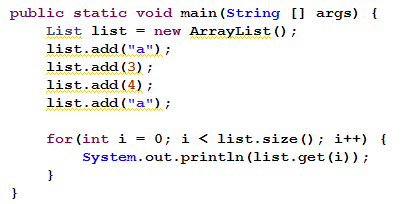 public static void main(String [] args) {
    List list = new ArrayList();
    list.add("a");
    list.add(3);
    list.add(4);
    list.add("a");

    for(int i = 0; i < list.size(); i++) {
        System.out.println(list.get(i));
    }
}